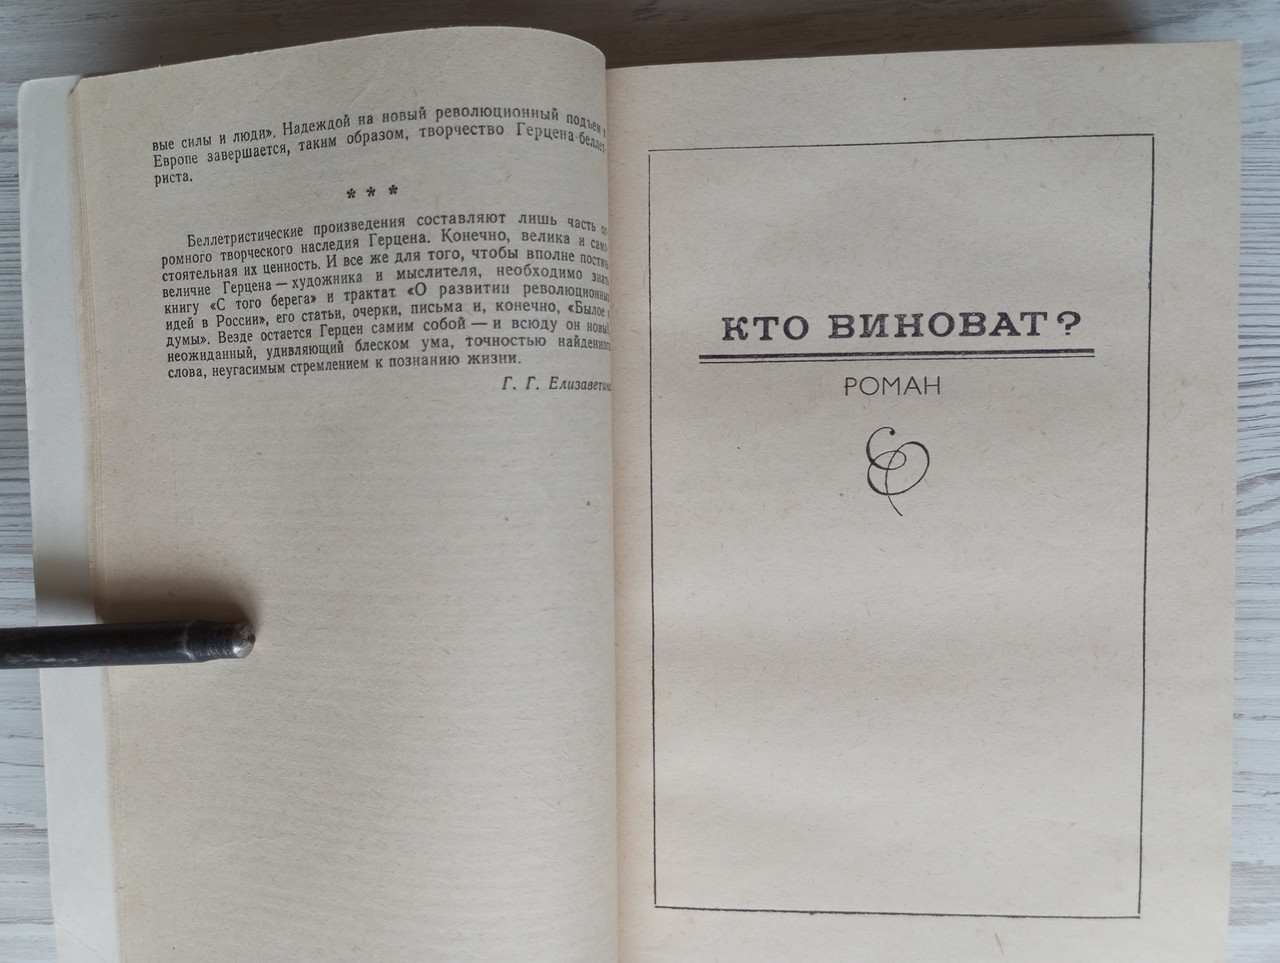 вые силы и люди». Надеждой на новый революционный подъем в
Европе завершается, таким образом, творчество Герцена-беллет-
риста.
* * *
Беллетристические произведения составляют лишь часть
ромного творческого наследия Герцена. Конечно, велика и само-
стоятельная их ценность. И все же для того, чтобы вполне постичь
величие Герцена — художника и мыслителя, необходимо знать
книгу «С того берега» и трактат «О развитии революционных
идей в России», его статьи, очерки, письма и, конечно, «Былое и
думы». Везде остается Герцен самим собой — и всюду он новый,
неожиданный, удивляющий блеском ума, точностью найденного
слова, неугасимым стремлением к познанию жизни.
Г. Г. Елизаветина
КТО ВИНОВАТ?
РОМАН